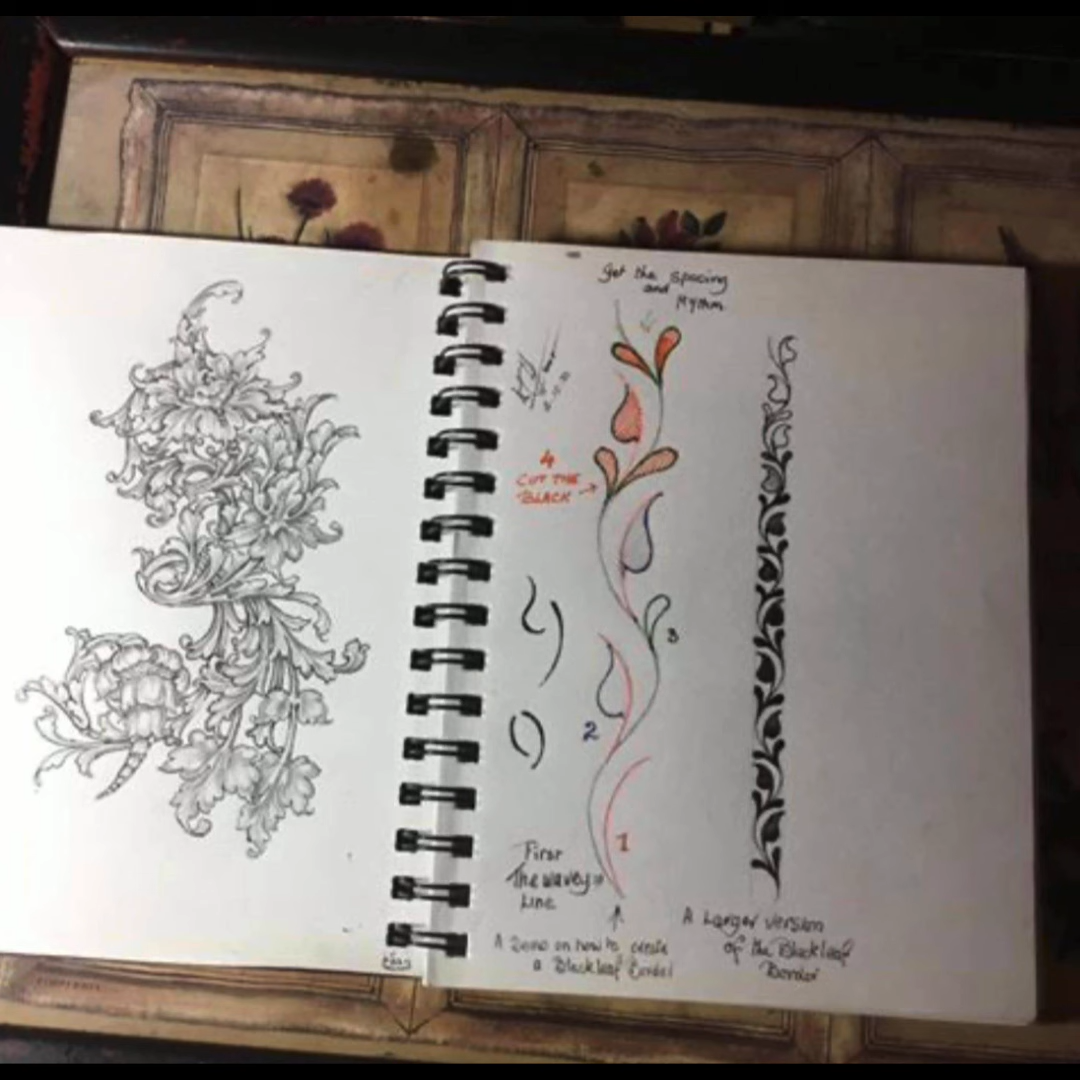 Get the Spacing
and
Rythm
4
CUT THE
BLACK →
3
2
1
First
The wavey
Line
A Demo on how to create
a Blackleaf Border
A Larger version
of the Blackleaf
Border